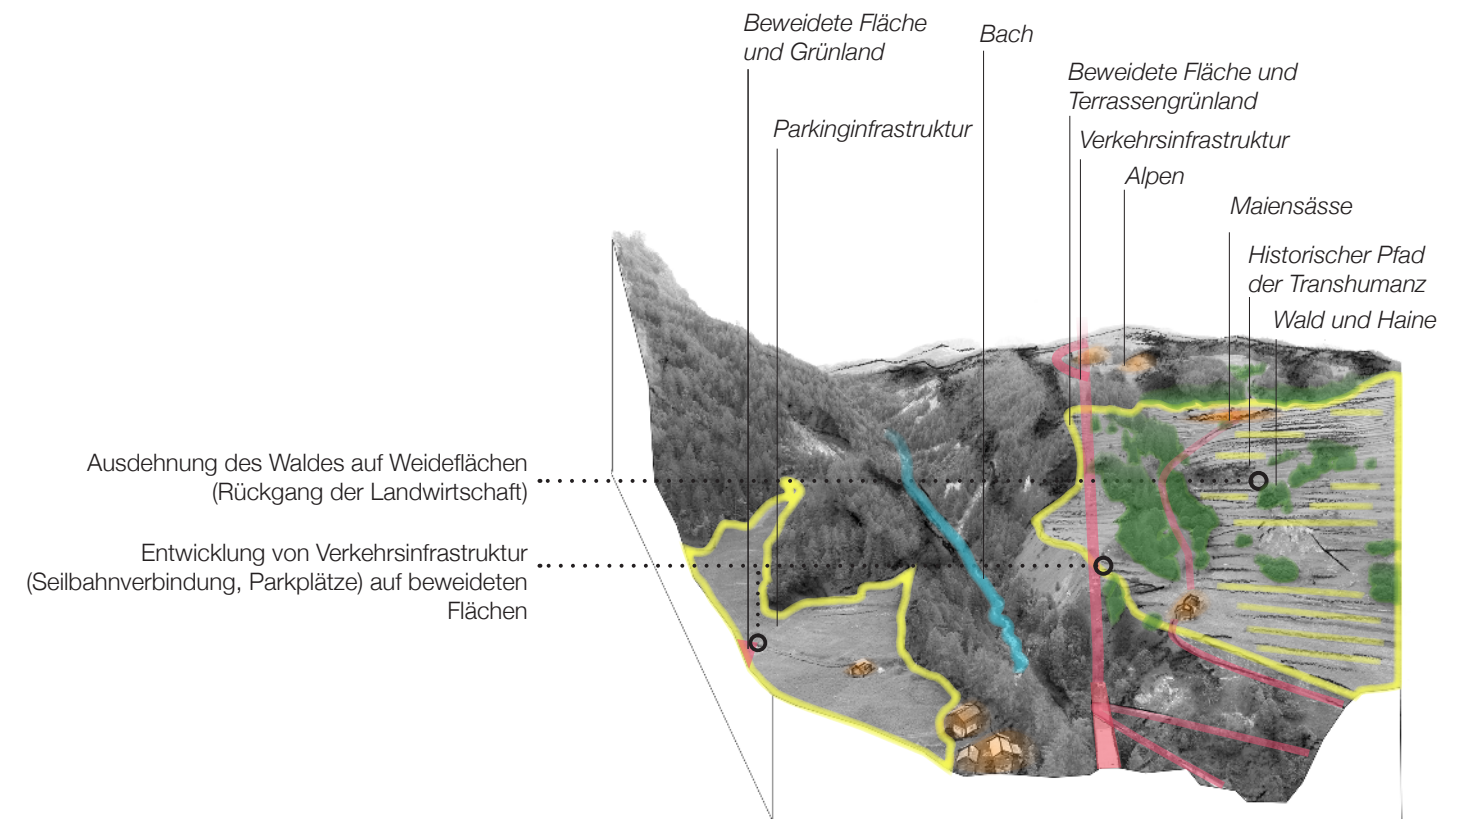 Beweidete Fläche
und Grünland
Bach
Beweidete Fläche und
Terrassengrünland
Parkinginfrastruktur
Verkehrsinfrastruktur
Alpen
Maiensässe
Historischer Pfad
der Transhumanz
Wald und Haine
Ausdehnung des Waldes auf Weideflächen
(Rückgang der Landwirtschaft)
Entwicklung von Verkehrsinfrastruktur
(Seilbahnverbindung, Parkplätze) auf beweideten
Flächen